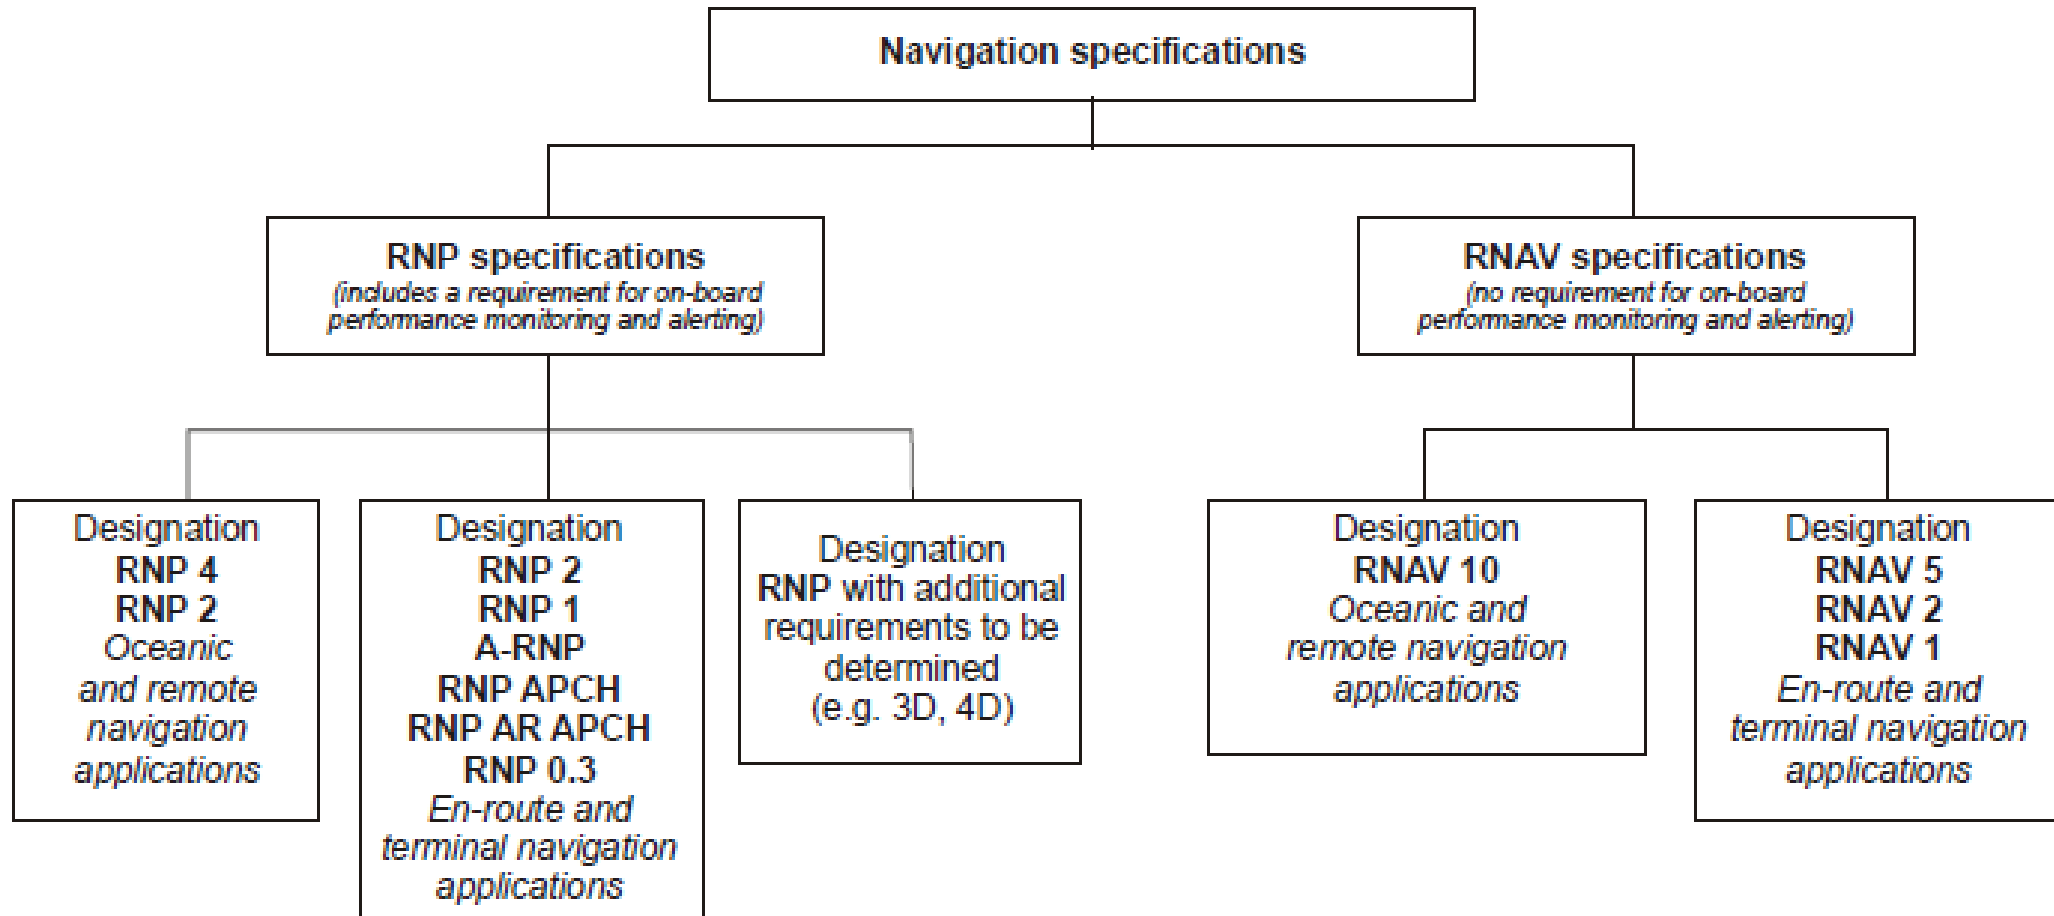 Navigation specifications
RNP specifications
(includes a requirement for on-board
performance monitoring and alerting)
RNAV specifications
(no requirement for on-board
performance monitoring and alerting)
Designation
RNP 4
RNP 2
Oceanic
and remote
navigation
applications
Designation
RNP 2
RNP 1
A-RNP
RNP APCH
RNP AR APCH
RNP 0.3
En-route and
terminal navigation
applications
Designation
RNP with additional
requirements to be
determined
(e.g. 3D, 4D)
Designation
RNAV 10
Oceanic and
remote navigation
applications
Designation
RNAV 5
RNAV 2
RNAV 1
En-route and
terminal navigation
applications